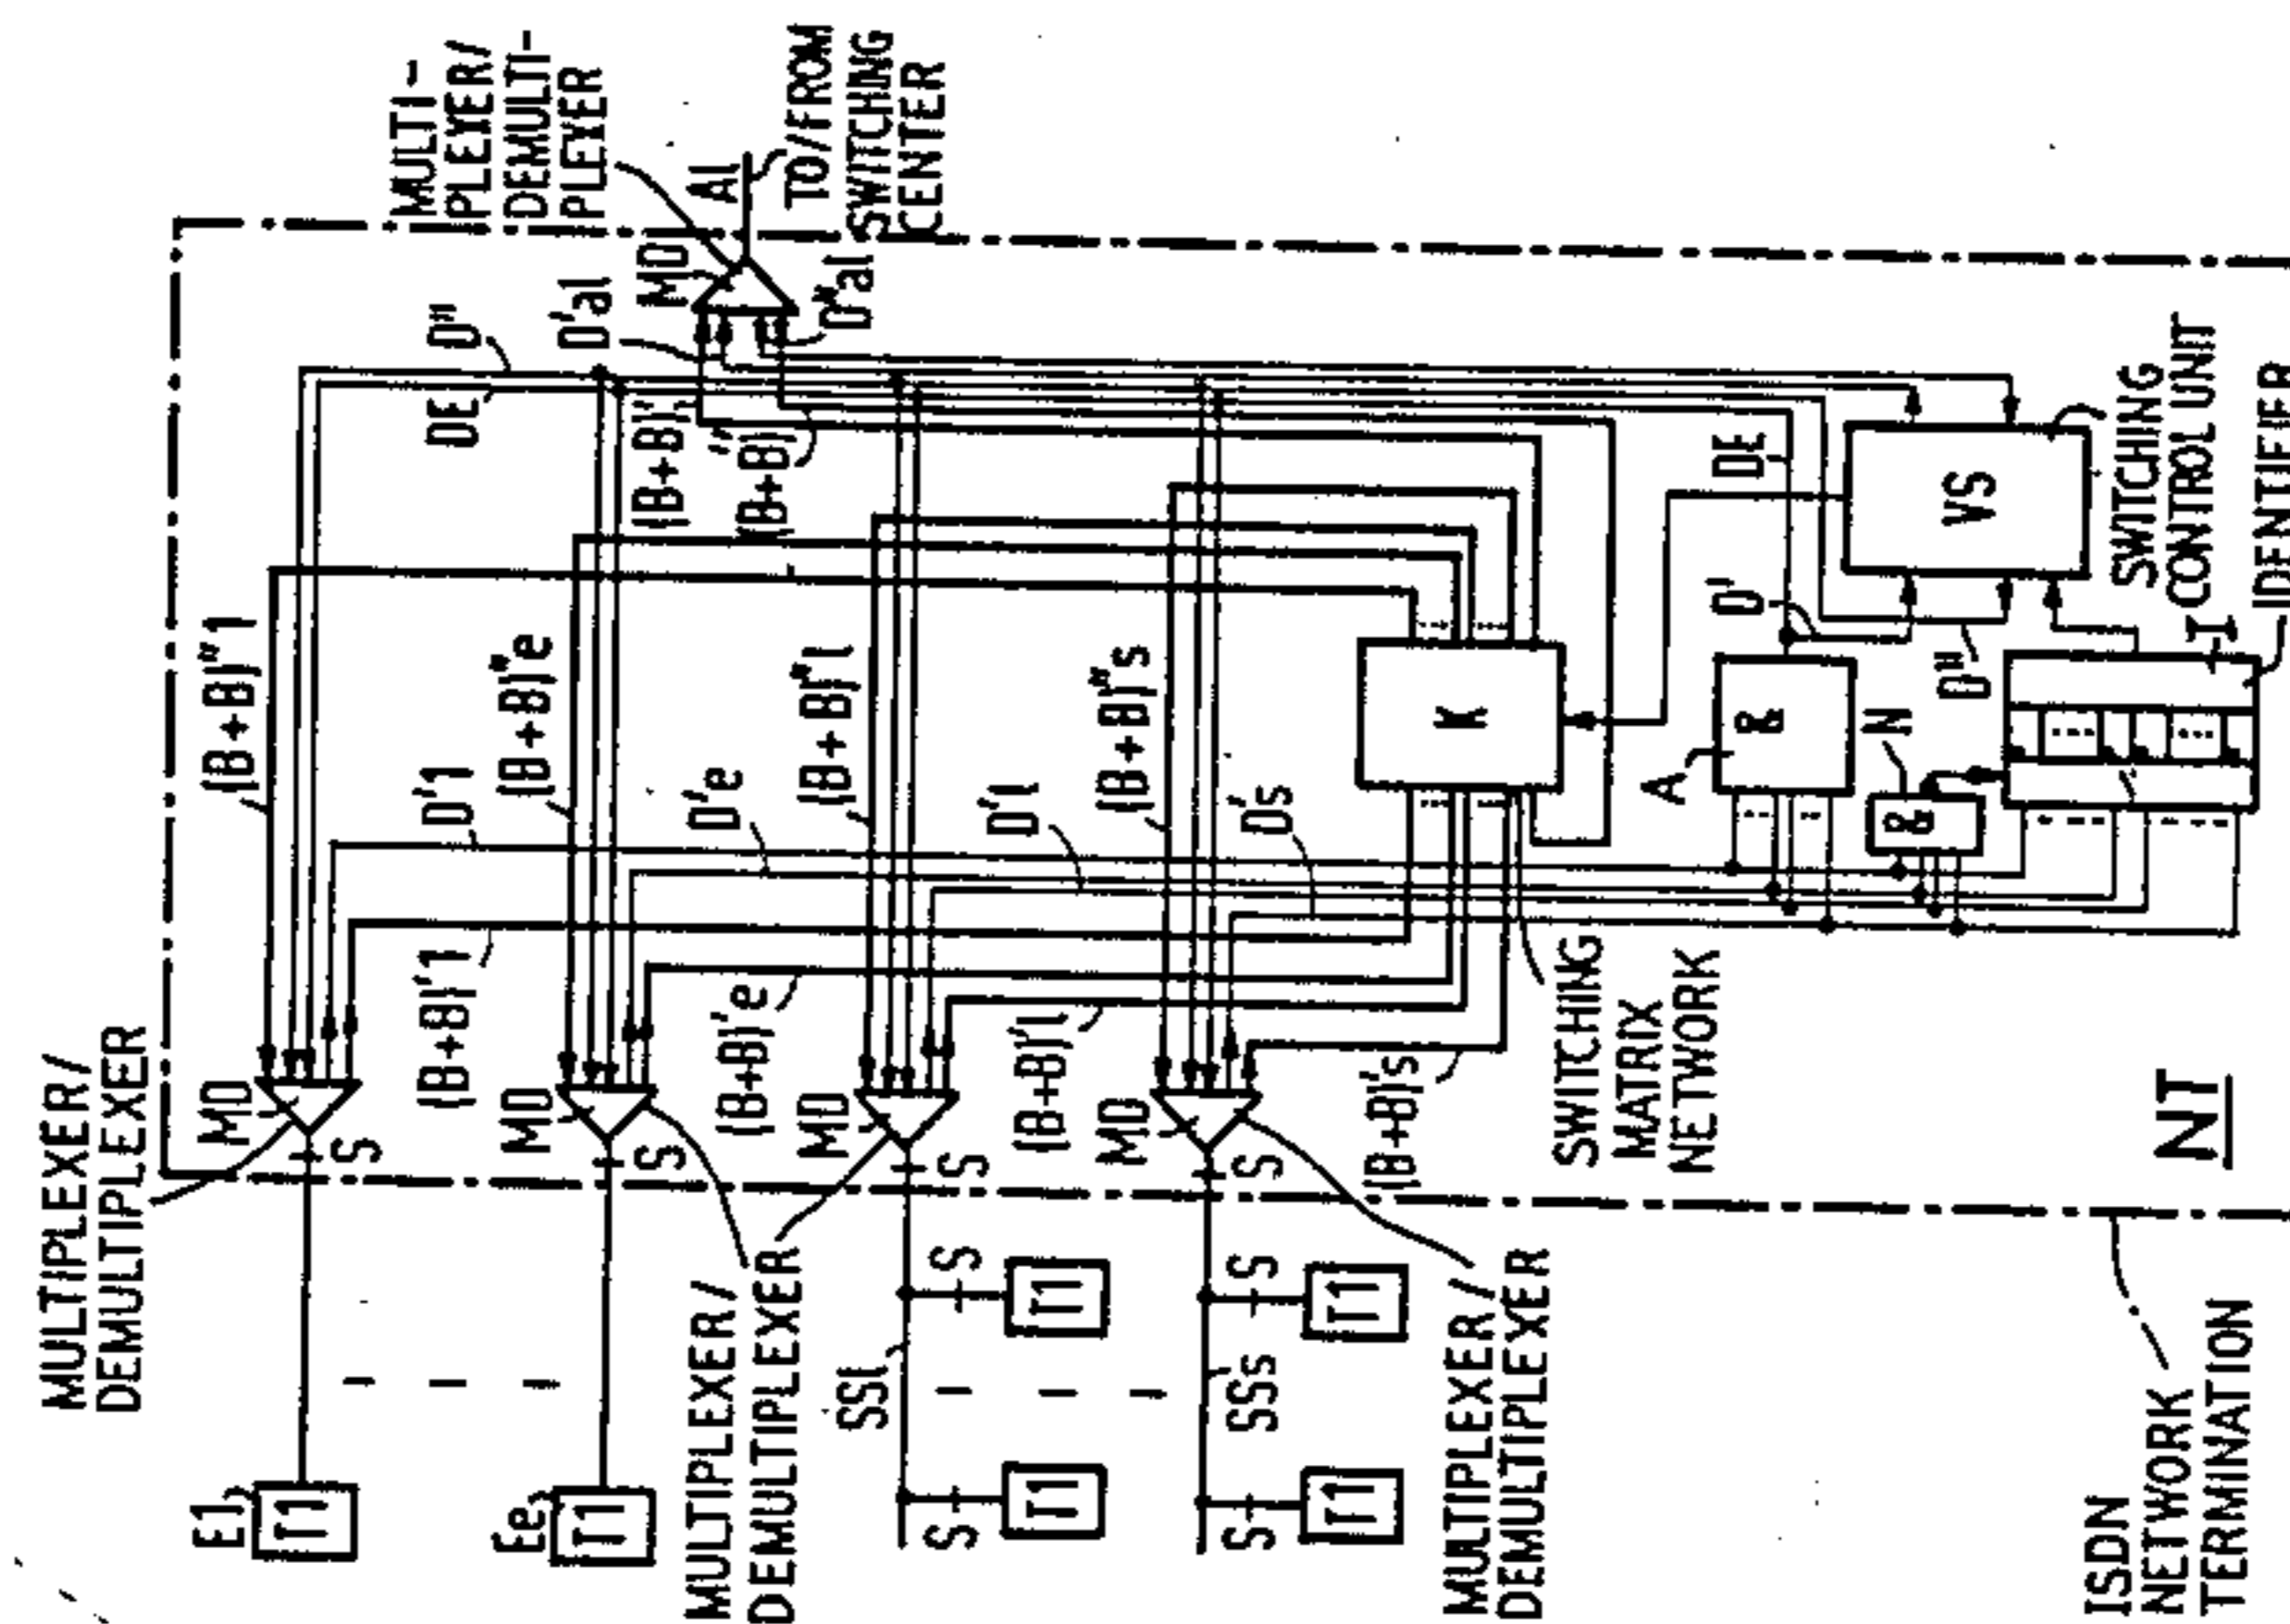 MULTIPLEXER/
DEMULTIPLEXER
MULTI-
PLEXER/
DEMULTI-
PLEXER
E1
T1
S
MD
(B+B)"1
D'1
(B+B)'1
DE
D"
D'al
MD
Al
TO/FROM
SWITCHING
CENTER
Ee
T1
S
MD
(B+B)"e
D'e
(B+B)'e
(B+B)'
(B+B)"
D"al
MULTIPLEXER/
DEMULTIPLEXER
SSl
S
T1
S
T1
S
MD
(B+B)"l
D'l
(B+B)'l
SSs
S
T1
S
T1
S
MD
(B+B)"s
D's
(B+B)'s
MULTIPLEXER/
DEMULTIPLEXER
K
SWITCHING
MATRIX
NETWORK
A
&
DE
D'
N
&
D"
VS
SWITCHING
CONTROL UNIT
I
IDENTIFIER
NT
ISDN
NETWORK
TERMINATION